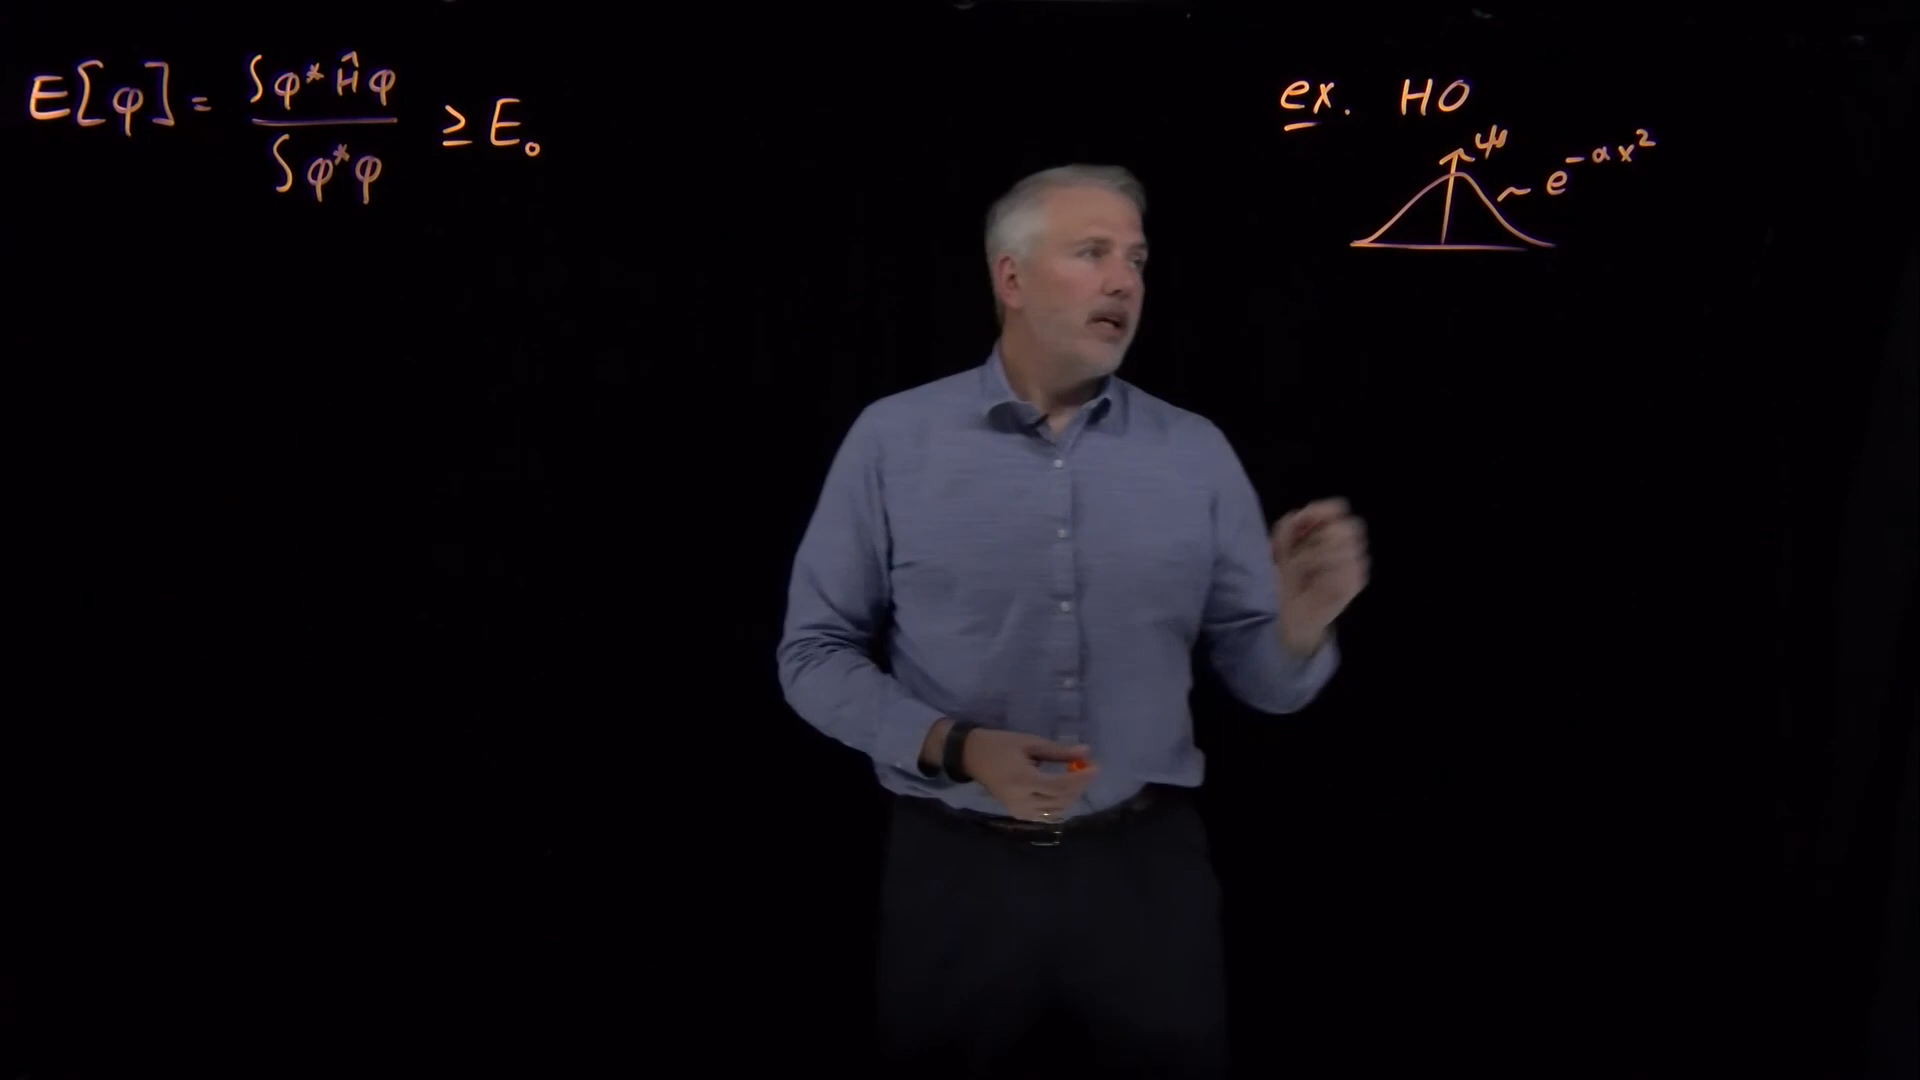 E[φ] = ∫φ*Ĥφ / ∫φ*φ ≥ E₀
ex. HO
ψ ~ e^-αx²